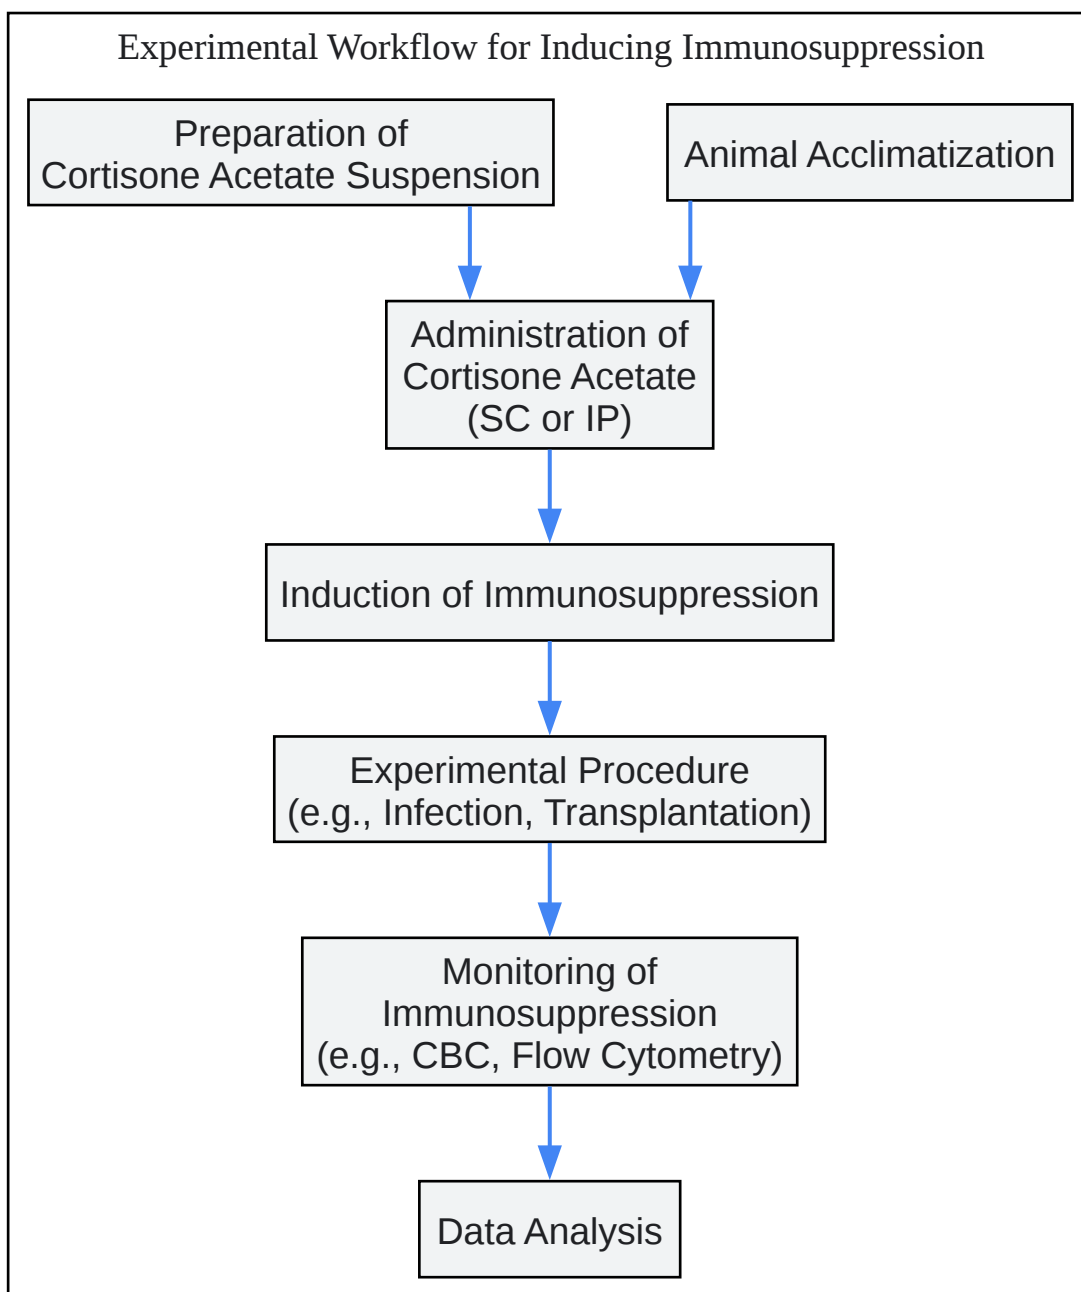 Experimental Workflow for Inducing Immunosuppression
Preparation of
Cortisone Acetate Suspension
Animal Acclimatization
Administration of
Cortisone Acetate
(SC or IP)
Induction of Immunosuppression
Experimental Procedure
(e.g., Infection, Transplantation)
Monitoring of
Immunosuppression
(e.g., CBC, Flow Cytometry)
Data Analysis